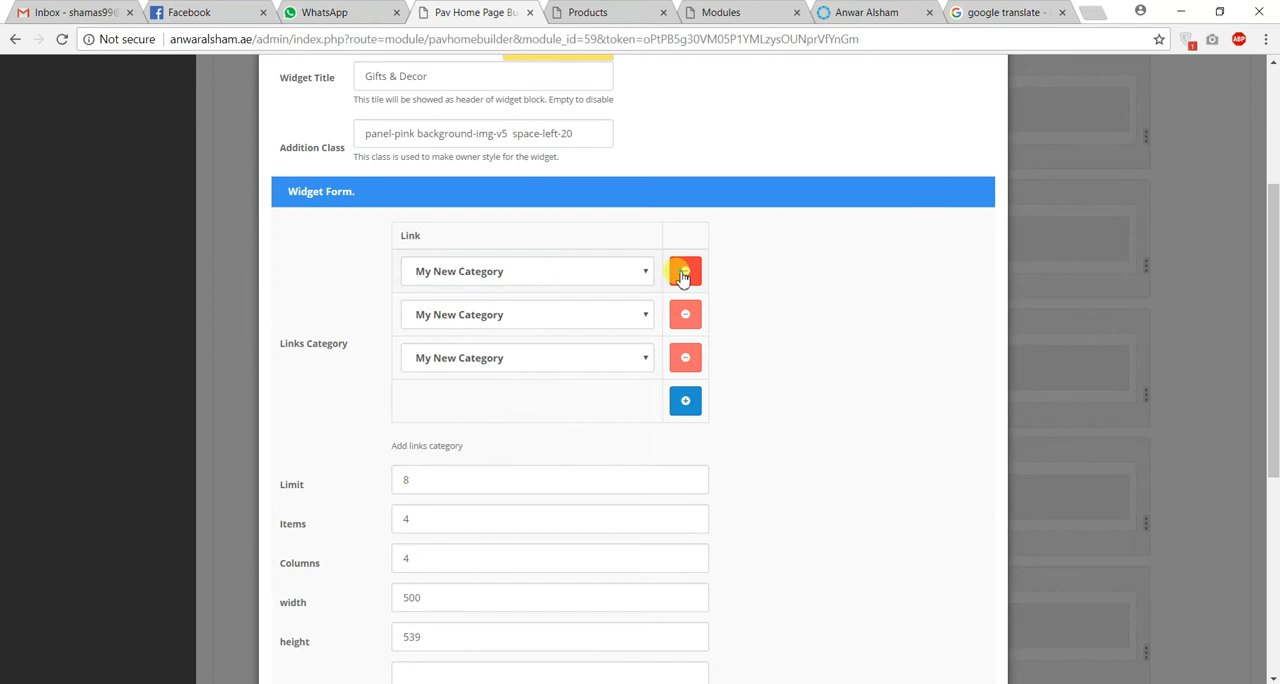 Inbox - shamas99@
Facebook
WhatsApp
Pav Home Page Bu
Products
Modules
Anwar Alsham
google translate -
Not secure
anwaralsham.ae/admin/index.php?route=module/pavhomebuilder&module_id=59&token=oPtPB5g30VM05P1YMLzysOUNprVfYnGm
1
ABP
Widget Title
Gifts & Decor
This tile will be showed as header of widget block. Empty to disable
Addition Class
panel-pink background-img-v5 space-left-20
This class is used to make owner style for the widget.
Widget Form.
Link
My New Category
My New Category
Links Category
My New Category
Add links category
Limit
8
Items
4
Columns
4
width
500
height
539